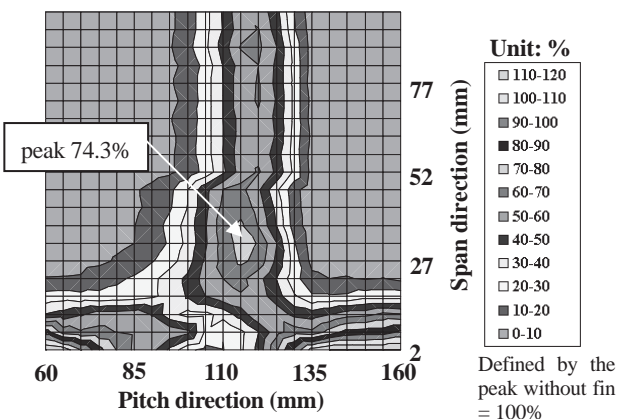 Unit: %
110-120
100-110
90-100
80-90
70-80
60-70
50-60
40-50
30-40
20-30
10-20
0-10
Defined by the
peak without fin
= 100%
peak 74.3%
77
52
27
2
Span direction (mm)
60 85 110 135 160
Pitch direction (mm)